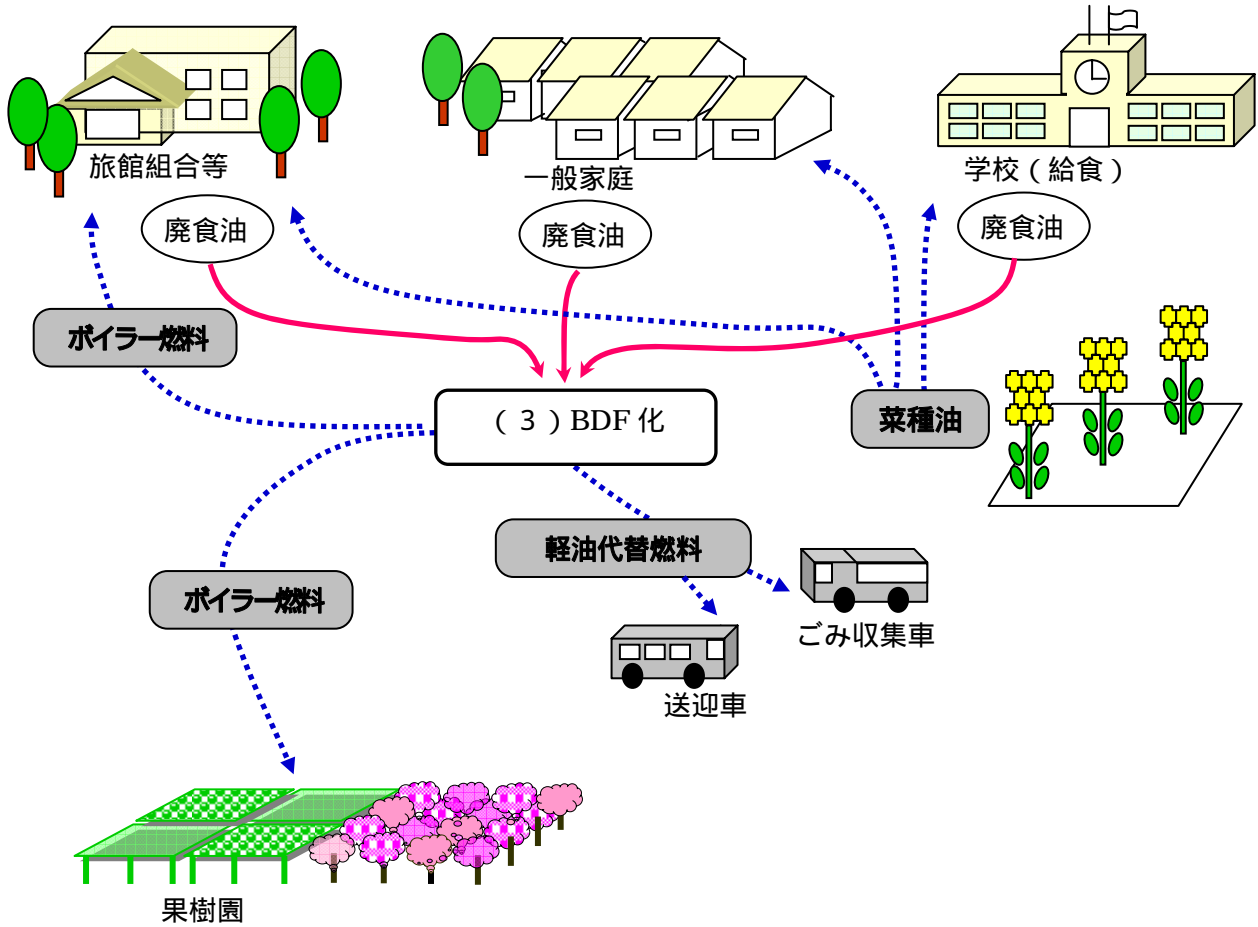 旅館組合等
一般家庭
学校（給食）
廃食油
廃食油
廃食油
ボイラー燃料
（３）BDF 化
菜種油
軽油代替燃料
ボイラー燃料
ごみ収集車
送迎車
果樹園